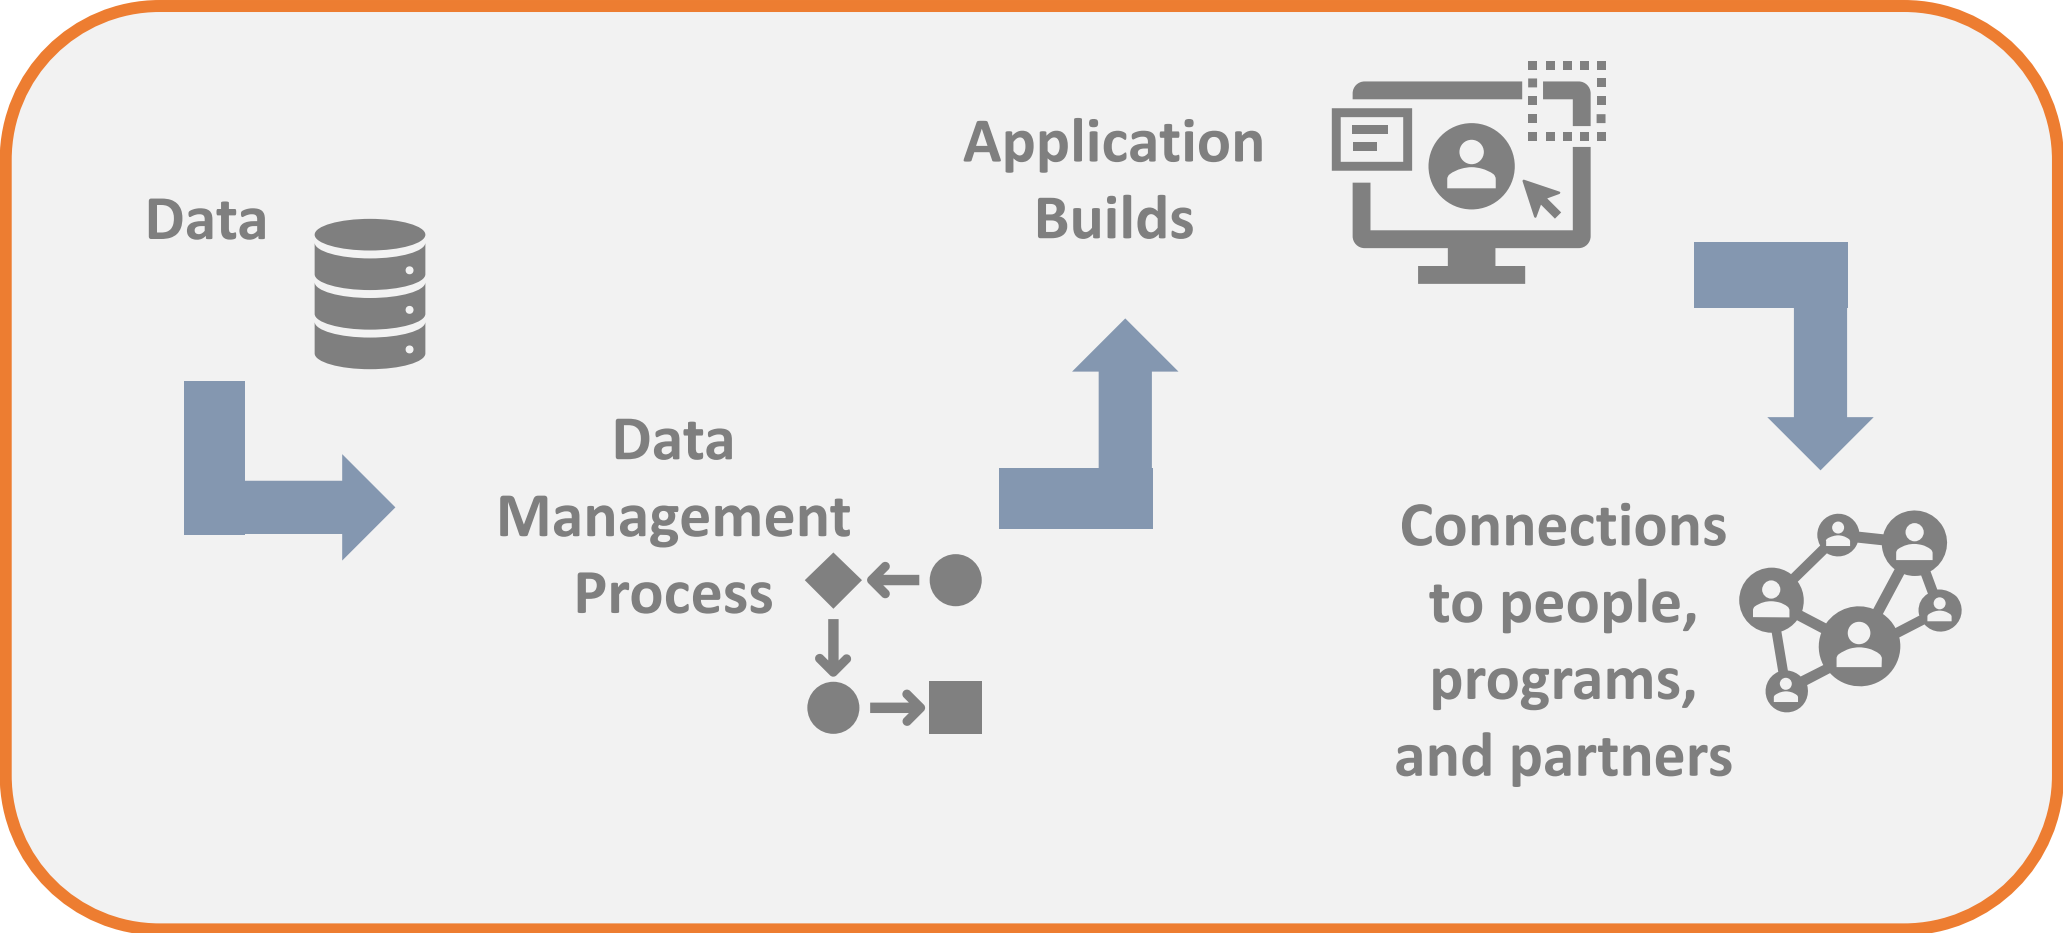 Data
Data
Management
Process
Application
Builds
Connections
to people,
programs,
and partners